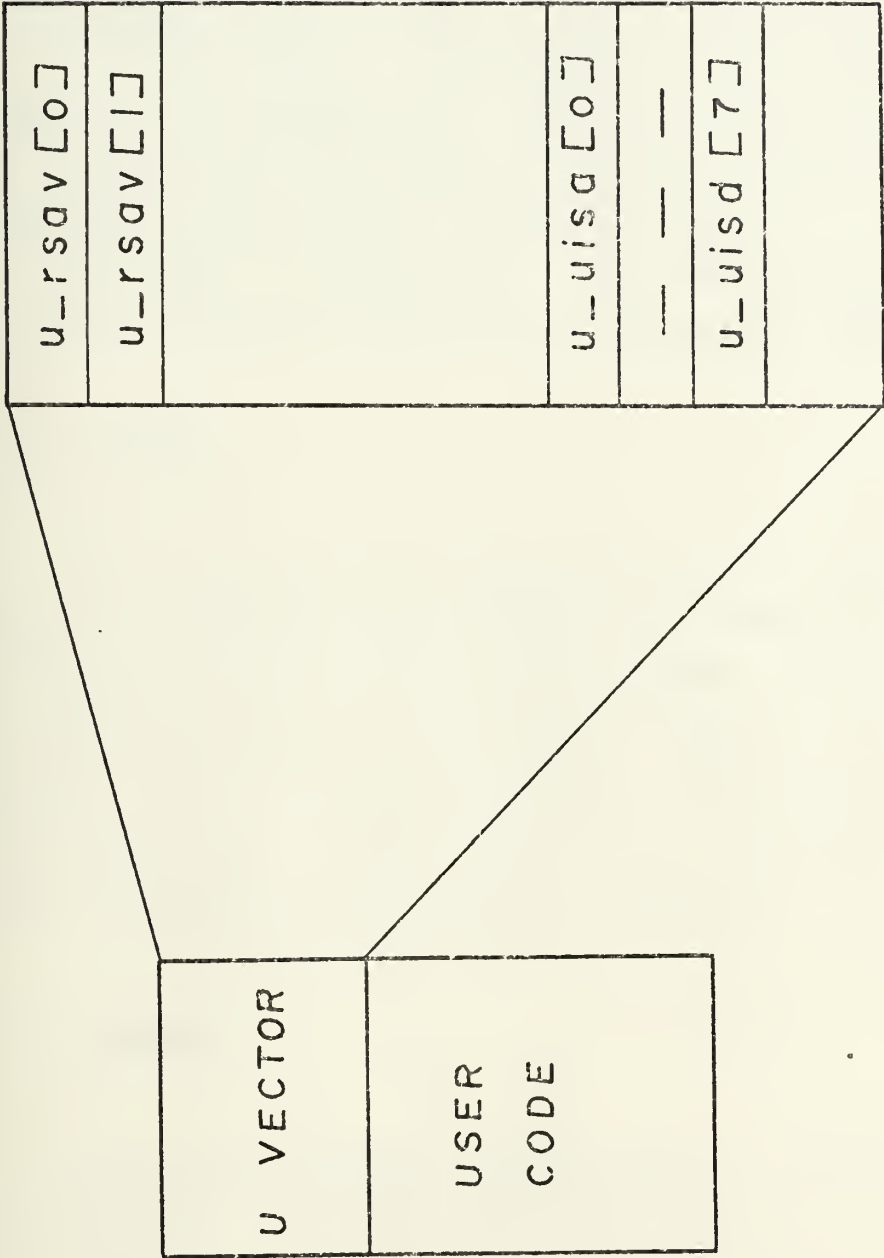 U VECTOR
USER
CODE
u_rsav[0]
u_rsav[1]
u_uisa[0]
— — —
u_uisd[7]